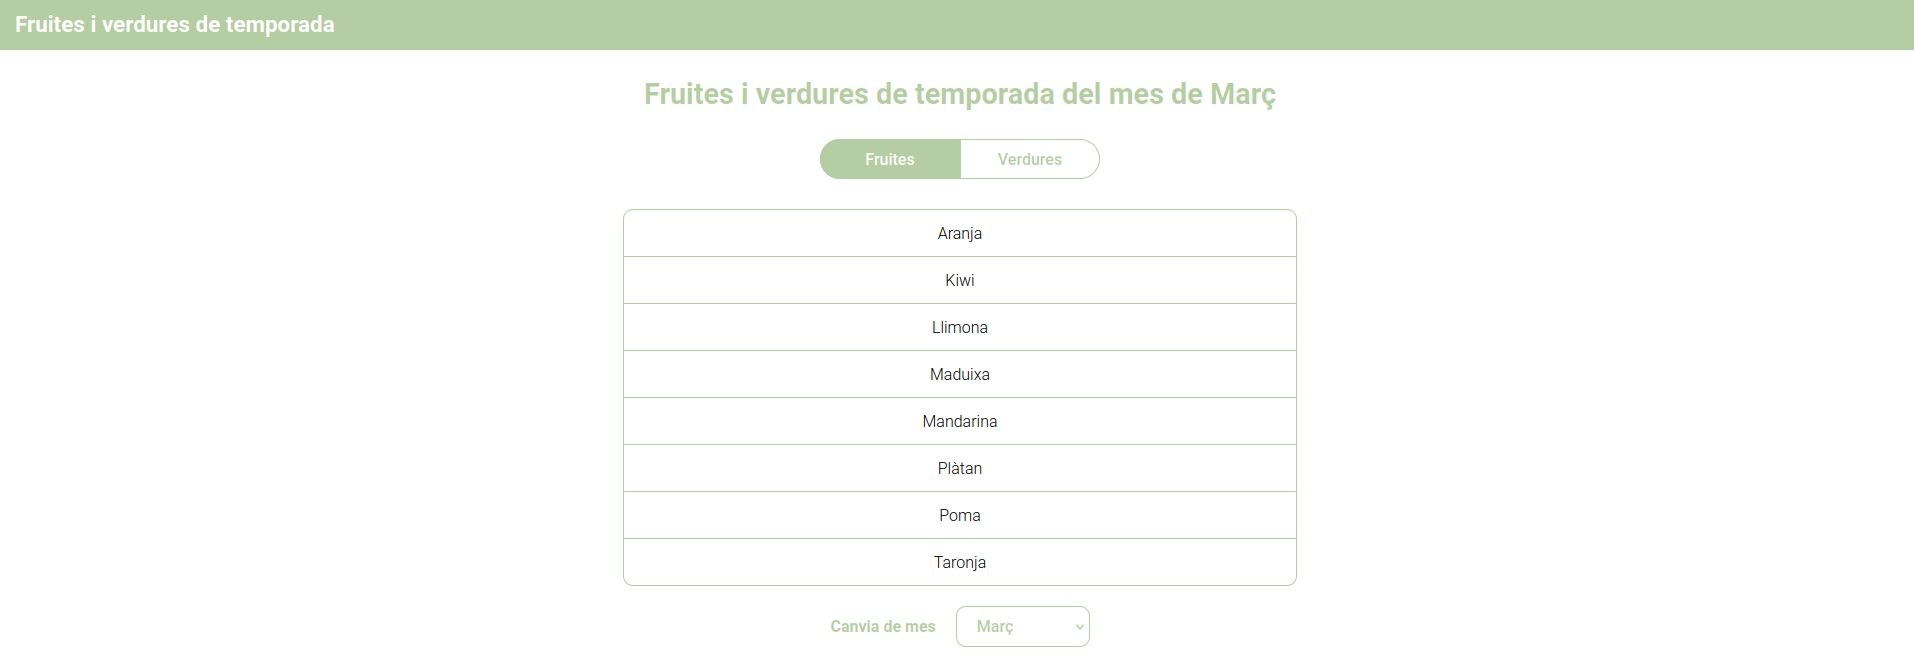 Fruites i verdures de temporada
Fruites i verdures de temporada del mes de Març
Fruites Verdures
Aranja
Kiwi
Llimona
Maduixa
Mandarina
Plàtan
Poma
Taronja
Canvia de mes Març